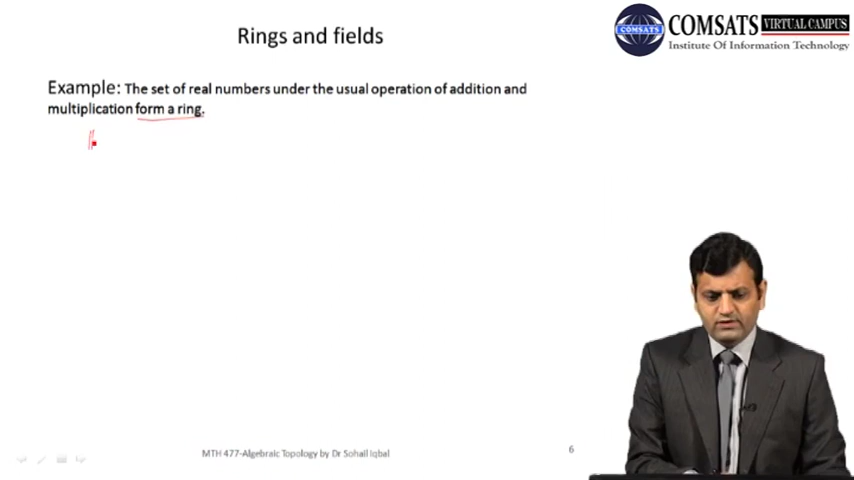 Rings and fields
COMSATS VIRTUAL CAMPUS
Institute Of Information Technology
COMSATS
Example: The set of real numbers under the usual operation of addition and
multiplication form a ring.
MTH 477-Algebraic Topology by Dr Sohail Iqbal
6